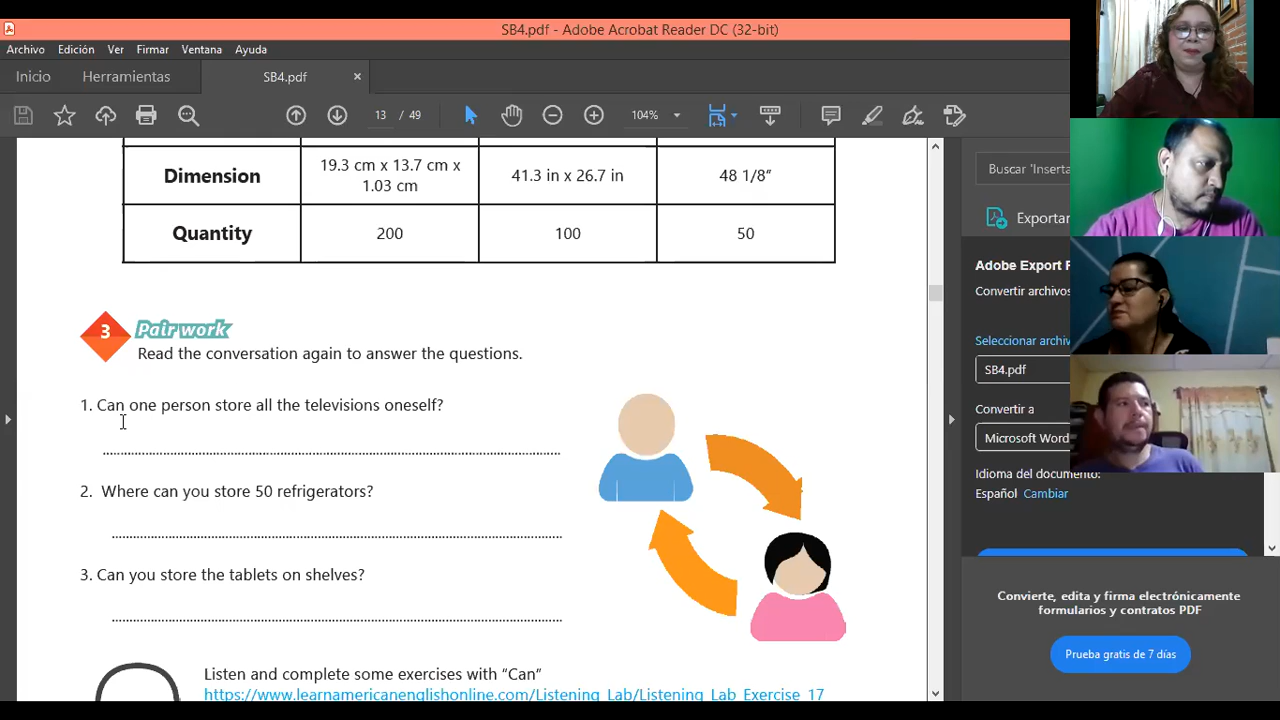 SB4.pdf - Adobe Acrobat Reader DC (32-bit)
Archivo Edición Ver Firmar Ventana Ayuda
Inicio Herramientas SB4.pdf ×
13 / 49 104%
Dimension 19.3 cm x 13.7 cm x 1.03 cm 41.3 in x 26.7 in 48 1/8"
Quantity 200 100 50
3 Pair work
Read the conversation again to answer the questions.
1. Can one person store all the televisions oneself?
2. Where can you store 50 refrigerators?
3. Can you store the tablets on shelves?
Listen and complete some exercises with "Can"
https://www.learnamericanenglishonline.com/Listening_Lab/Listening_Lab_Exercise_17
Buscar 'Inserta
Exportar
Adobe Export
Convertir archivos
Seleccionar archiv
SB4.pdf
Convertir a
Microsoft Word
Idioma del documento:
Español Cambiar
Convierte, edita y firma electrónicamente
formularios y contratos PDF
Prueba gratis de 7 días